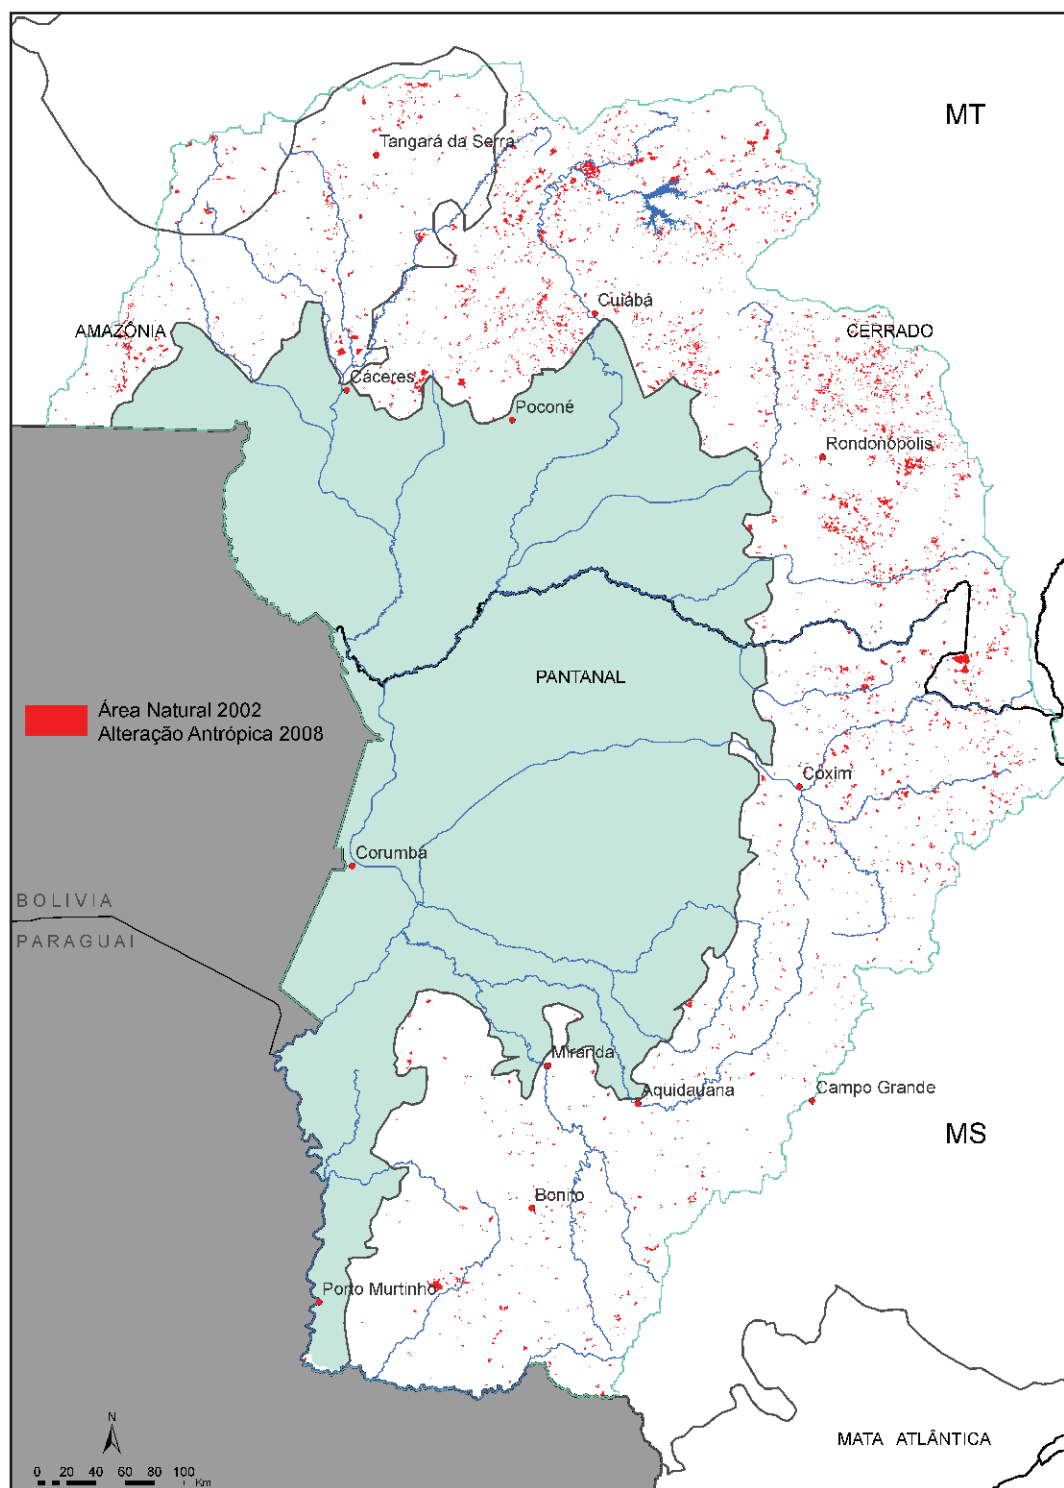 MT
Tangará da Serra
Cuiábá
AMAZÔNIA
CERRADO
Cáceres
Poconé
Rondonópolis
PANTANAL
Área Natural 2002
Alteração Antrópica 2008
Coxim
Corumbá
BOLIVIA
PARAGUAI
Miranda
Aquidauana
Campo Grande
MS
Bonito
Porto Murtinho
MATA ATLÂNTICA
N
0 20 40 60 80 100
Km